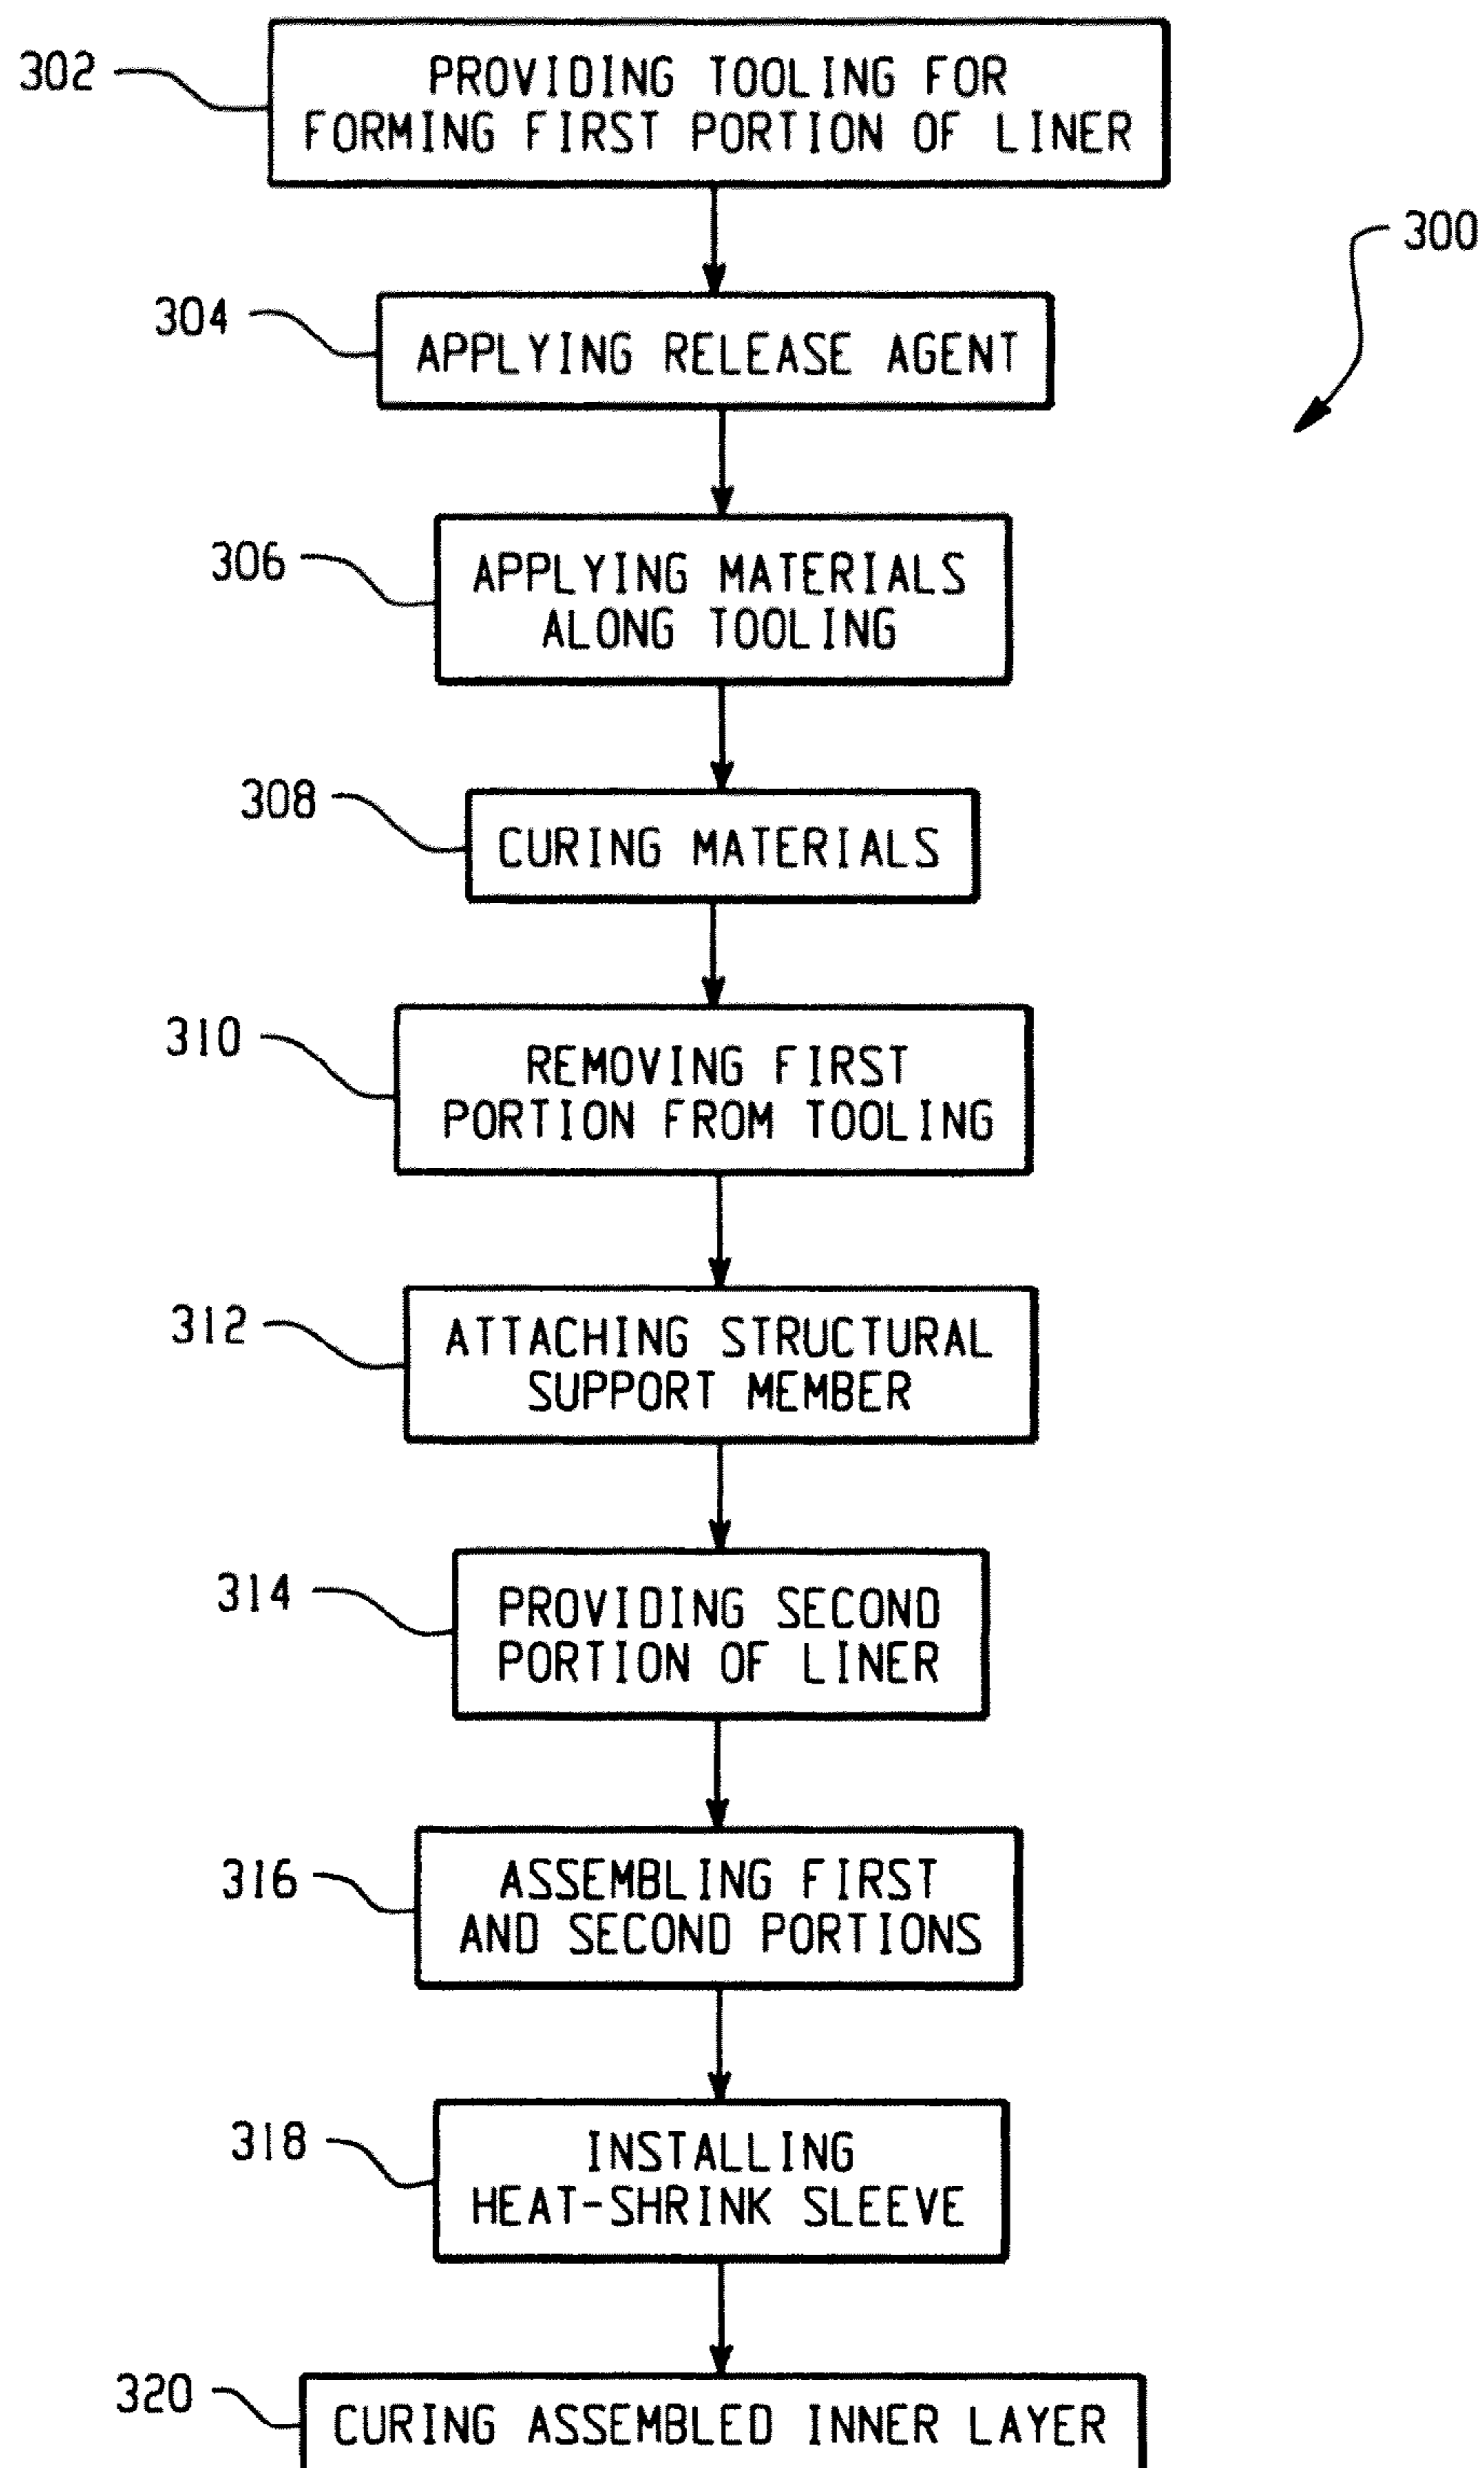 302
PROVIDING TOOLING FOR
FORMING FIRST PORTION OF LINER
300
304
APPLYING RELEASE AGENT
306
APPLYING MATERIALS
ALONG TOOLING
308
CURING MATERIALS
310
REMOVING FIRST
PORTION FROM TOOLING
312
ATTACHING STRUCTURAL
SUPPORT MEMBER
314
PROVIDING SECOND
PORTION OF LINER
316
ASSEMBLING FIRST
AND SECOND PORTIONS
318
INSTALLING
HEAT-SHRINK SLEEVE
320
CURING ASSEMBLED INNER LAYER